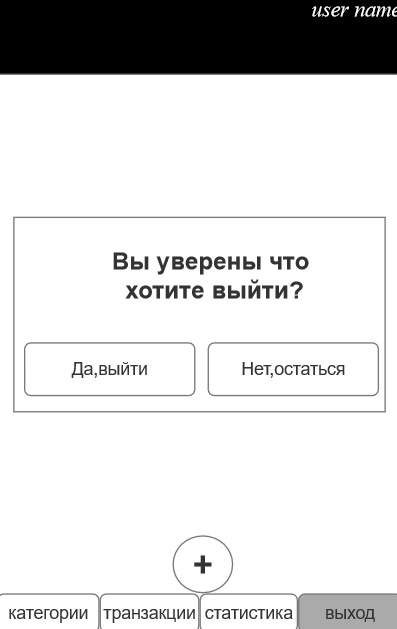 user name
Вы уверены что
хотите выйти?
Да,выйти
Нет,остаться
+
категории
транзакции
статистика
выход